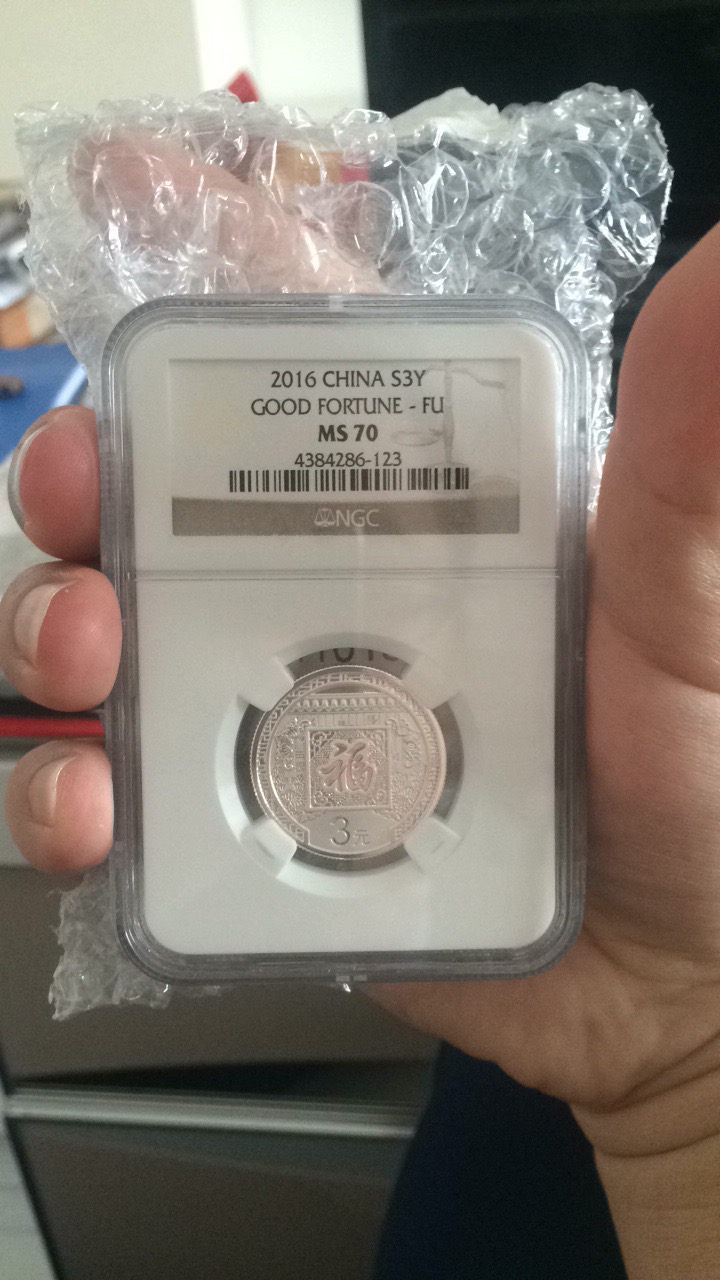 2016 CHINA S3Y
GOOD FORTUNE - FU
MS 70
4384286-123
NGC
福
3元